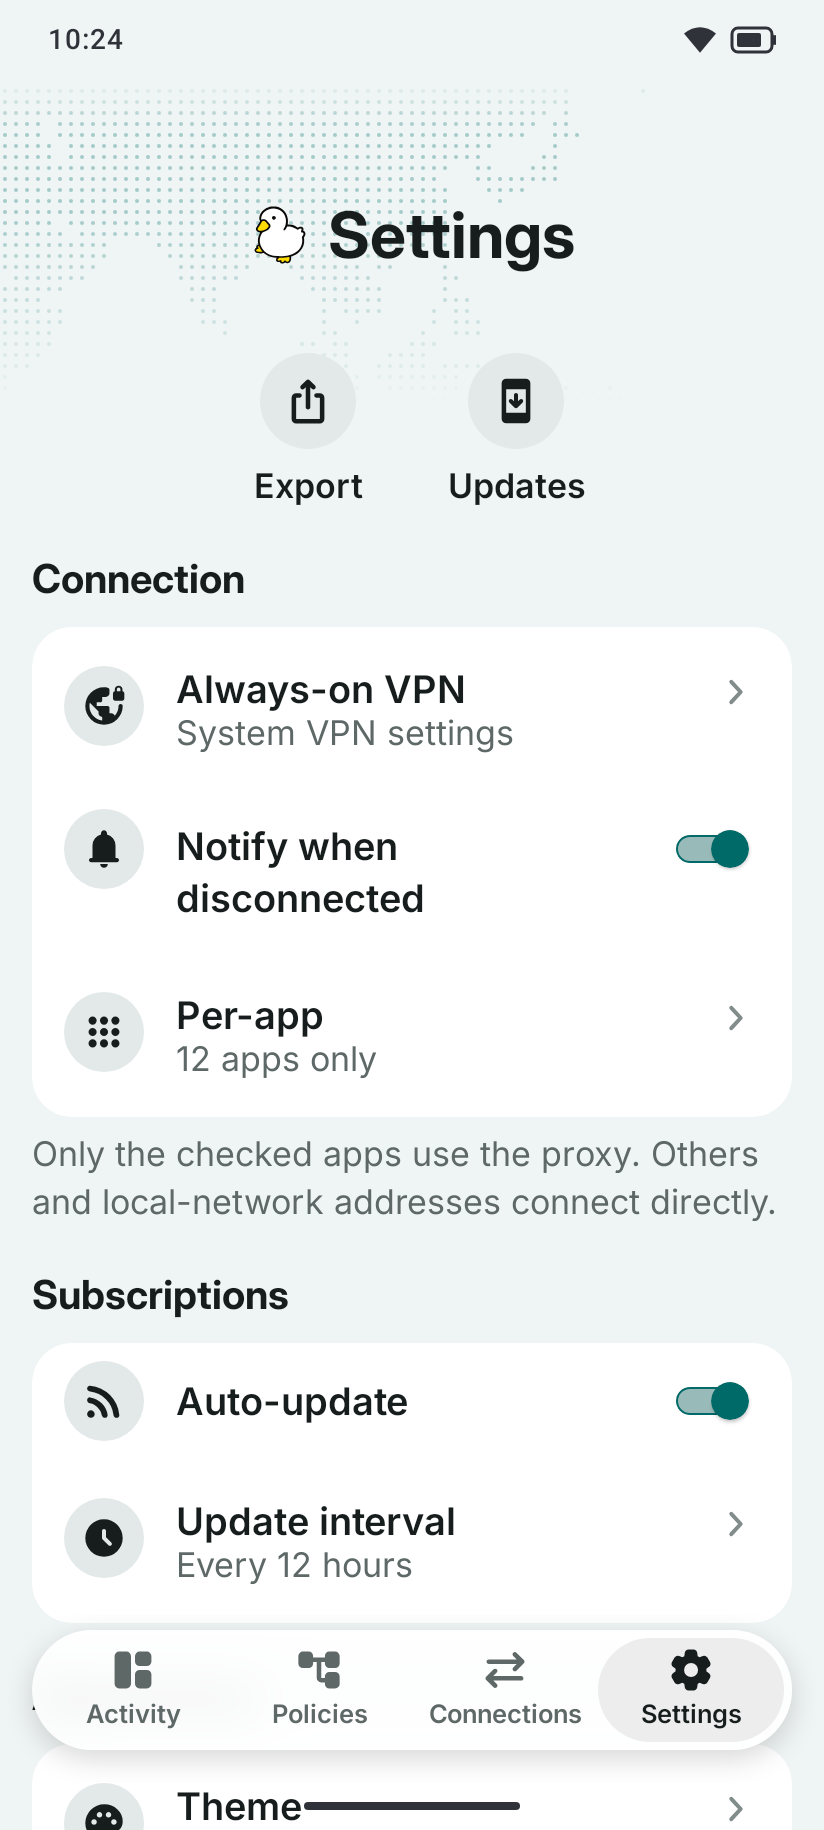 10:24
Settings
Export
Updates
Connection
Always-on VPN
System VPN settings
Notify when
disconnected
Per-app
12 apps only
Only the checked apps use the proxy. Others
and local-network addresses connect directly.
Subscriptions
Auto-update
Update interval
Every 12 hours
Activity
Policies
Connections
Settings
Theme